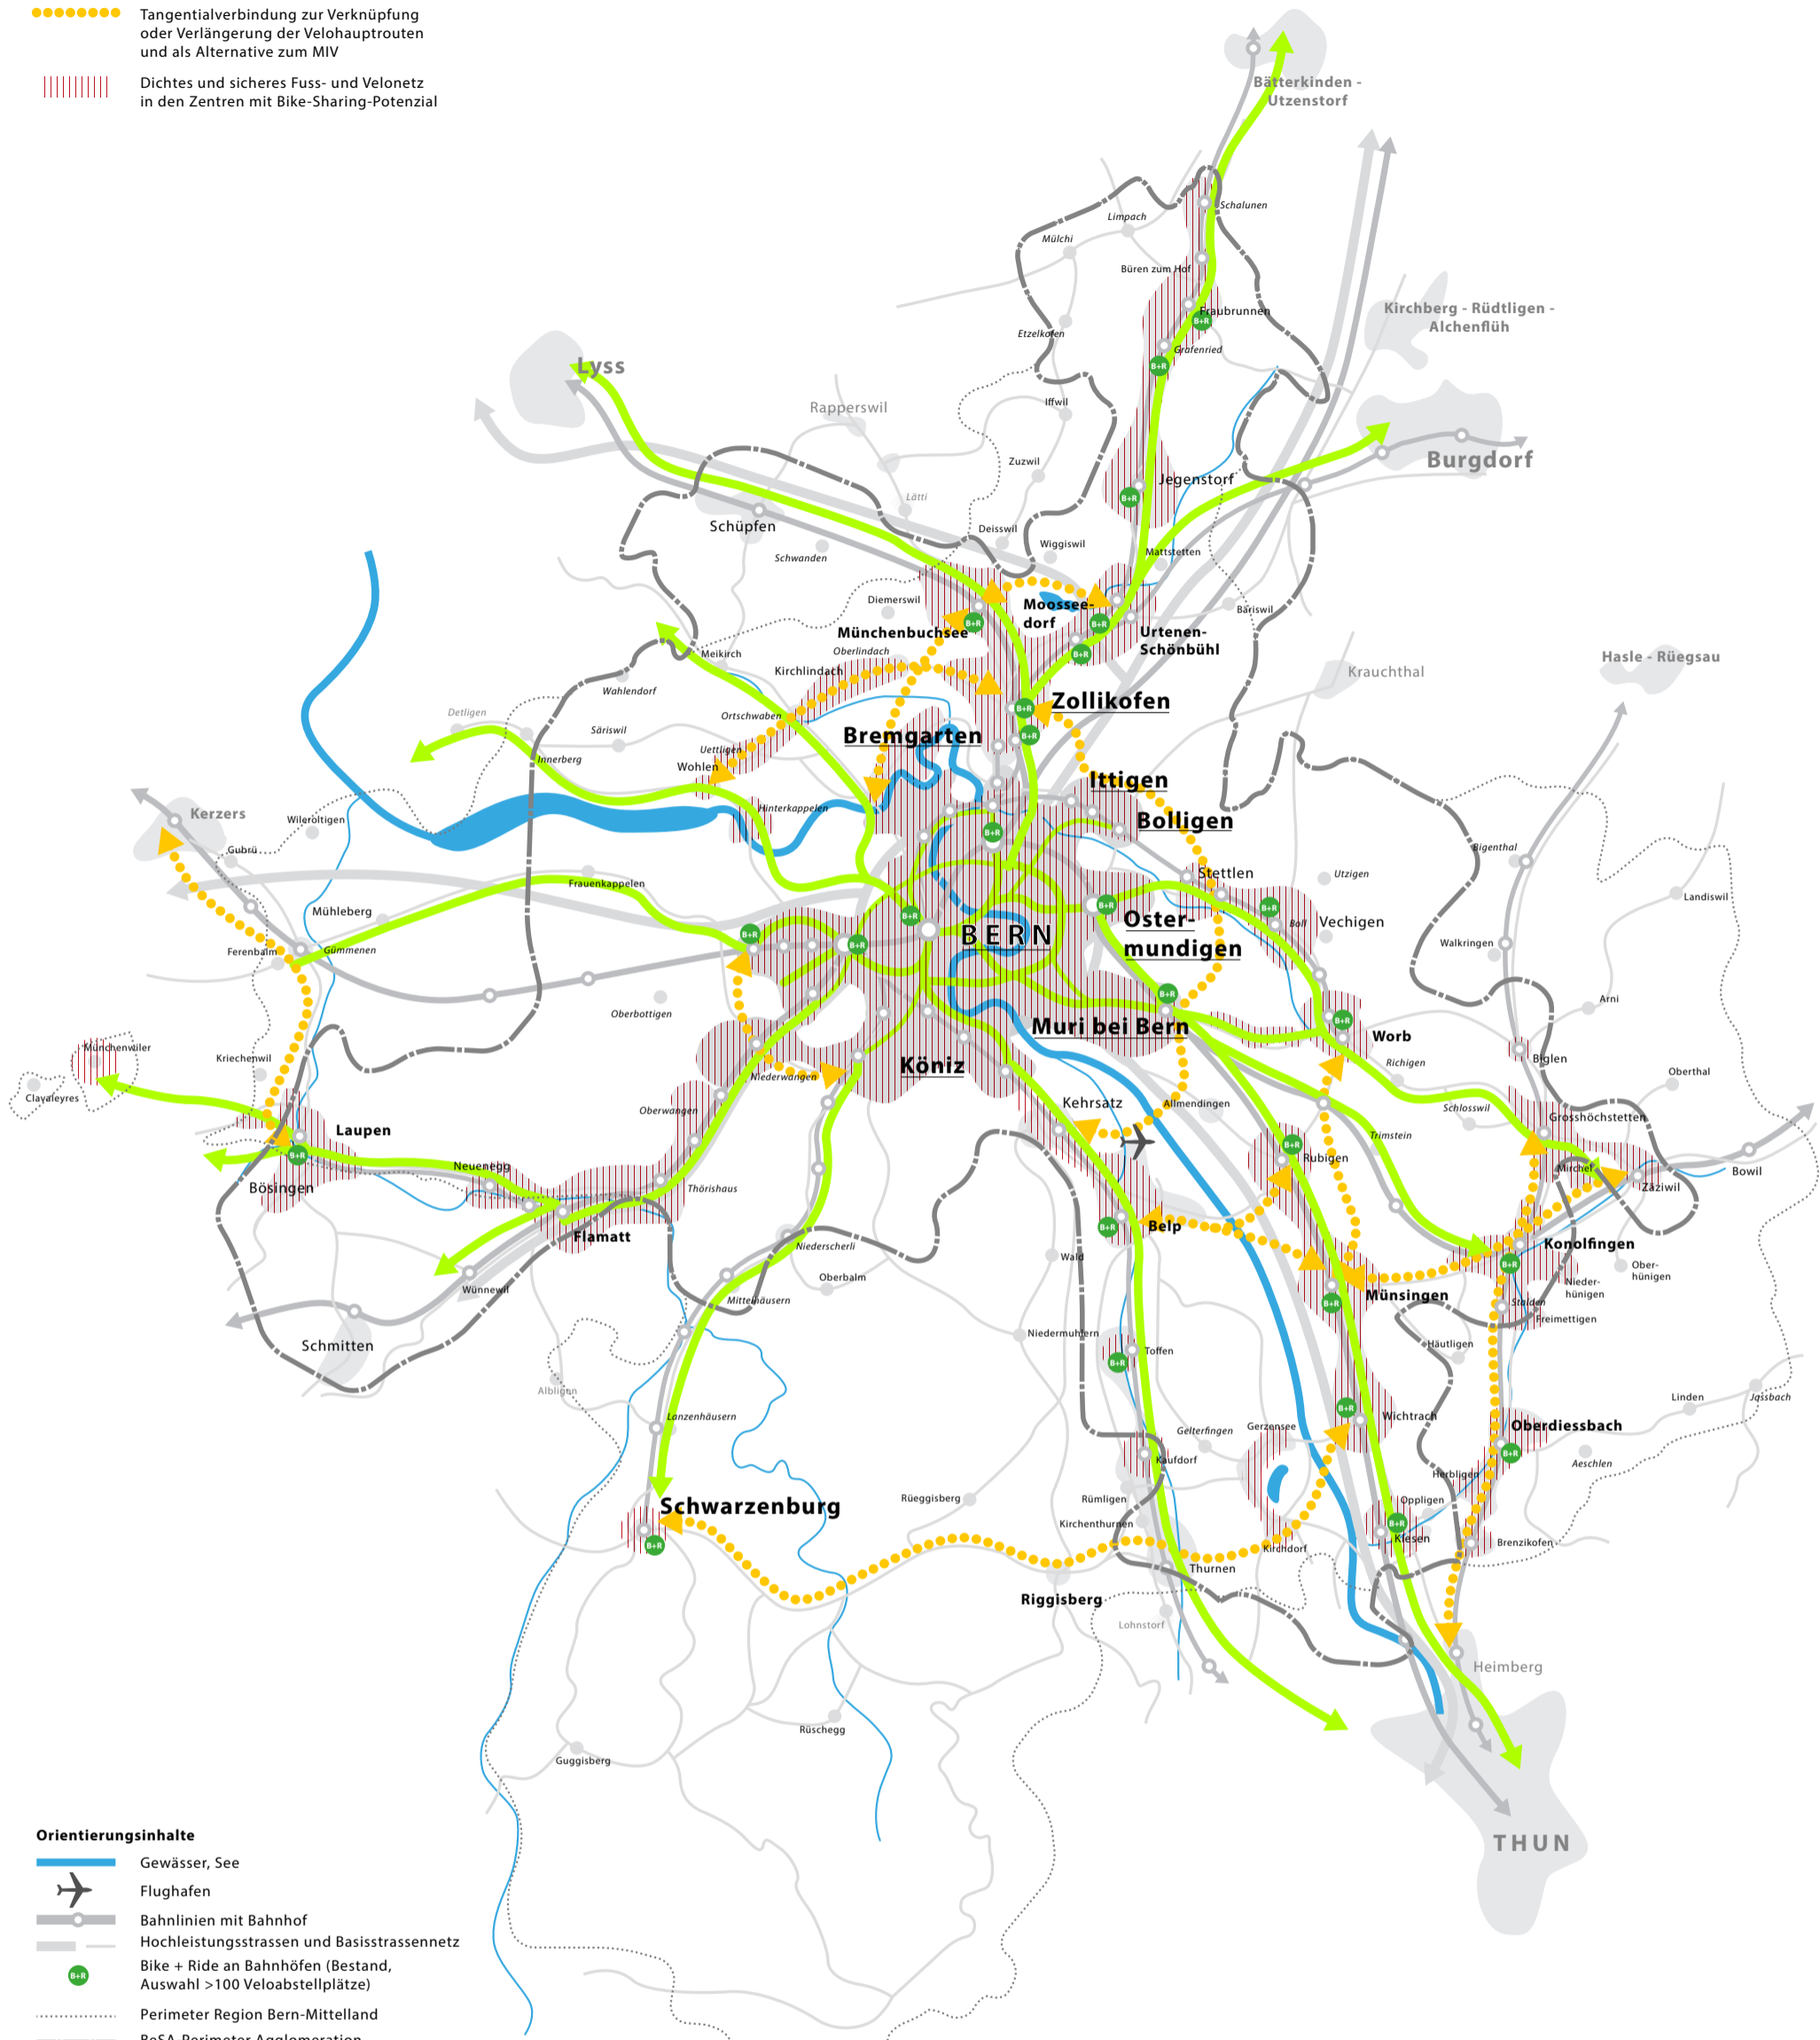 Tangentialverbindung zur Verknüpfung
oder Verlängerung der Velohauptrouten
und als Alternative zum MIV
Dichtes und sicheres Fuss- und Velonetz
in den Zentren mit Bike-Sharing-Potenzial
Bätterkinden -
Utzenstorf
Schalunen
Limpach
Mülchi
Büren zum Hof
Kirchberg - Rüdtligen -
Alchenflüh
Fraubrunnen
B+R
Etzelkofen
Grafenried
B+R
Lyss
Rapperswil
Iffwil
Burgdorf
Zuzwil
Jegenstorf
B+R
Lätti
Schüpfen
Deisswil
Wiggiswil
Mattstetten
Schwanden
Diemerswil
Moossee-
dorf
Bäriswil
B+R
B+R
Münchenbuchsee
Urtenen-
Schönbühl
B+R
Oberlindach
Meikirch
Hasle - Rüegsau
Kirchlindach
Krauchthal
Wahlendorf
Zollikofen
B+R
Ortschwaben
Detligen
Säriswil
Bremgarten
B+R
Uettligen
Innerberg
Wohlen
Ittigen
Hinterkappelen
Kerzers
Wileroltigen
Bolligen
B+R
Gubrü
Bigenthal
Stettlen
Utzigen
Frauenkappelen
Landiswil
Mühleberg
B+R
B+R
B+R
Oster-
mundigen
Boll
Vechigen
B+R
B+R
BERN
Walkringen
Ferenbalm
Gümmenen
B+R
Arni
Oberbottigen
B+R
Muri bei Bern
Worb
Münchenwiler
Kriechenwil
Biglen
Köniz
Richigen
Niederwangen
Oberthal
Clavaleyres
Kehrsatz
Allmendingen
Schlosswil
Oberwangen
Grosshöchstetten
Laupen
Trimstein
B+R
B+R
Rubigen
Neuenegg
Mirchel
Bowil
Bösingen
Thörishaus
Zäziwil
B+R
Belp
Flamatt
Konolfingen
Niederscherli
Wald
B+R
Ober-
hünigen
Oberbalm
Nieder-
hünigen
Wünnewil
Münsingen
Mittelhäusern
B+R
Stalden
Freimettigen
Niedermuhlern
Schmitten
Häutligen
Toffen
B+R
Albligen
Linden
Jassbach
B+R
Lanzenhäusern
Wichtrach
Gelterfingen
Gerzensee
Oberdiessbach
B+R
Kaufdorf
Aeschlen
Herbligen
Rüeggisberg
Rümligen
Oppligen
Schwarzenburg
Kirchenthurnen
B+R
Kiesen
Brenzikofen
B+R
Kirchdorf
Thurnen
Riggisberg
Lohnstorf
Heimberg
Rüschegg
Guggisberg
THUN
Orientierungsinhalte
Gewässer, See
Flughafen
Bahnlinien mit Bahnhof
Hochleistungsstrassen und Basisstrassennetz
B+R
Bike + Ride an Bahnhöfen (Bestand,
Auswahl >100 Veloabstellplätze)
Perimeter Region Bern-Mittelland
BeSA-Perimeter Agglomeration